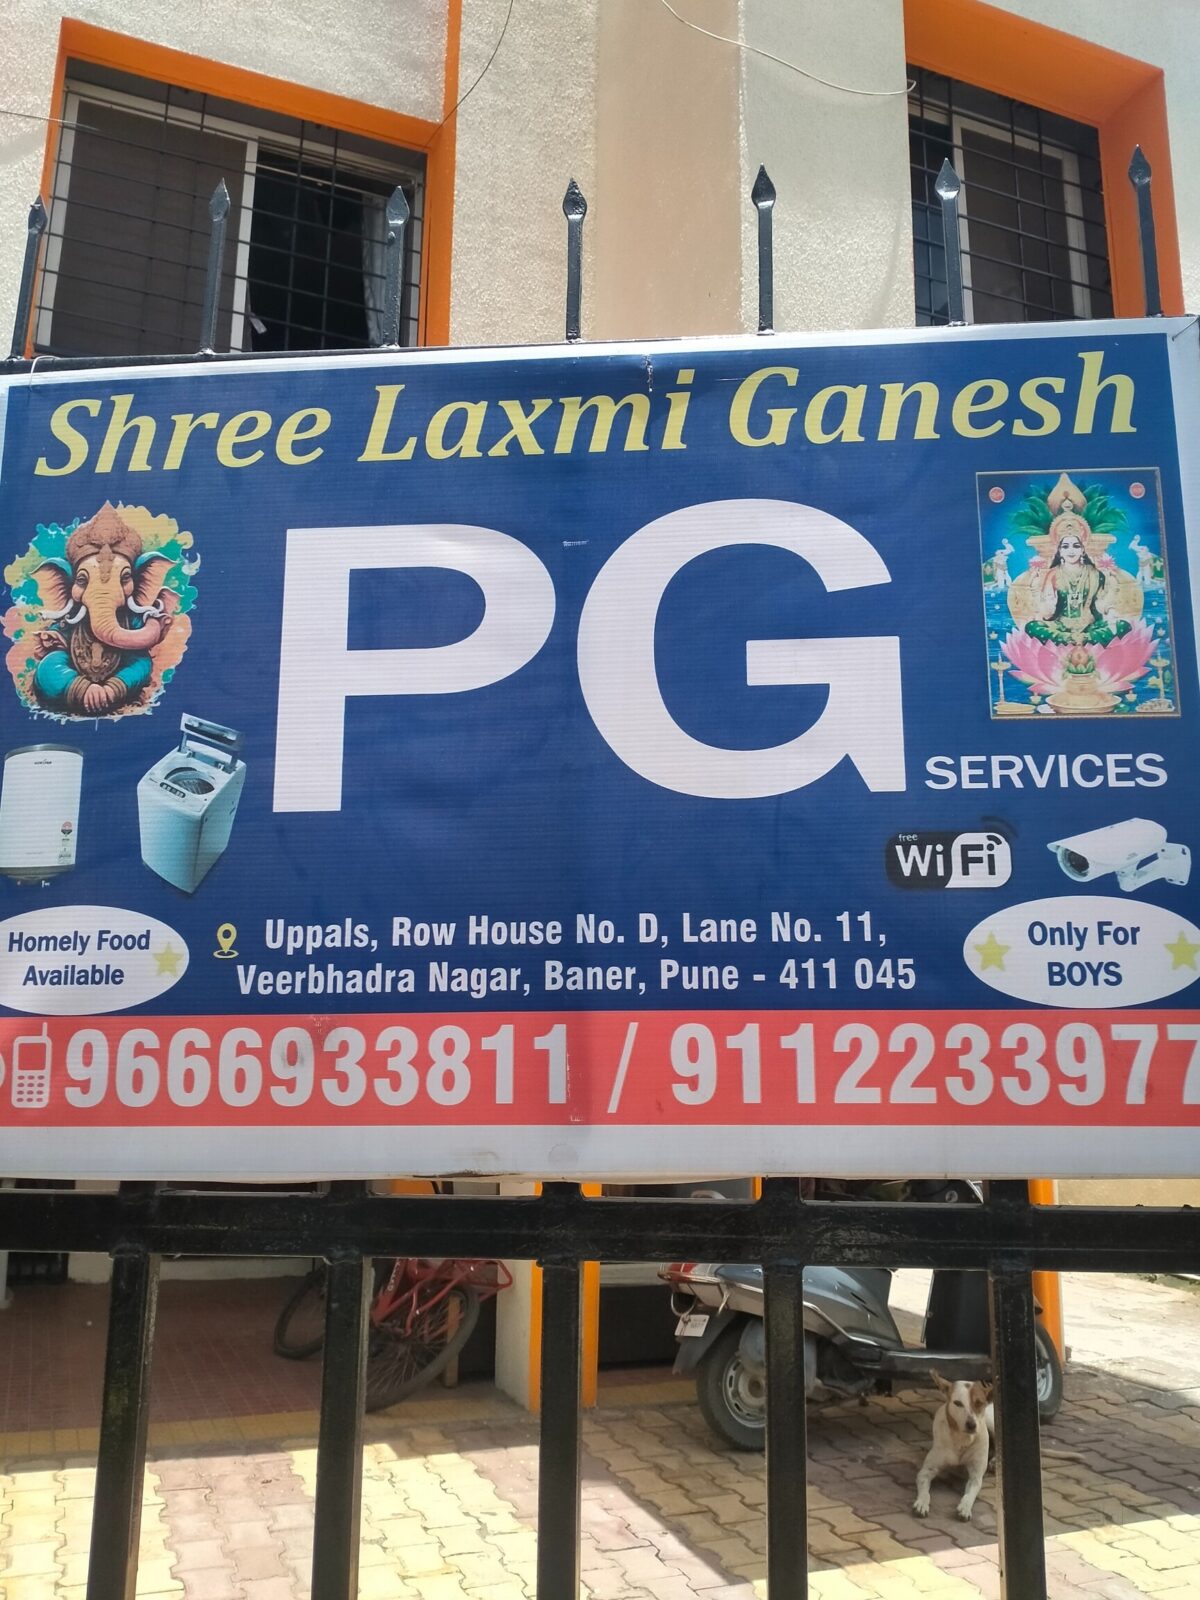 Shree Laxmi Ganesh
PG
SERVICES
free
WiFi
Homely Food
Available
Uppals, Row House No. D, Lane No. 11,
Veerbhadra Nagar, Baner, Pune - 411 045
Only For
BOYS
9666933811 / 9112233977